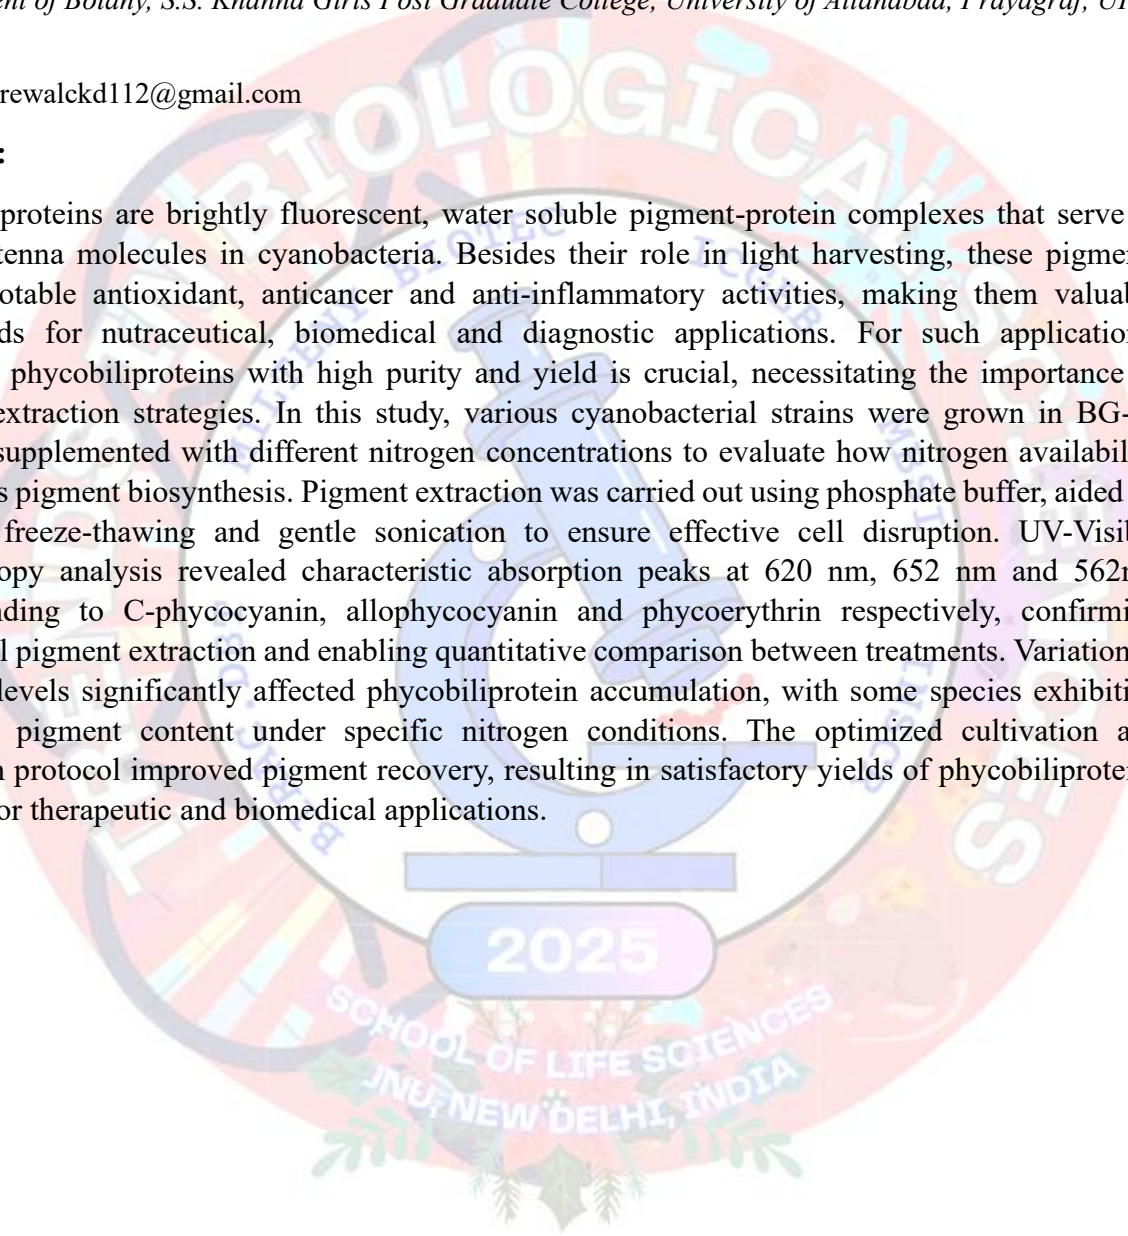 ent of Botany, S.S. Khanna Girls Post Graduate College, University of Allahabad, Prayagraj, UP
rewalckd112@gmail.com
:
proteins are brightly fluorescent, water soluble pigment-protein complexes that serve
tenna molecules in cyanobacteria. Besides their role in light harvesting, these pigmen
otable antioxidant, anticancer and anti-inflammatory activities, making them valuab
ds for nutraceutical, biomedical and diagnostic applications. For such application
phycobiliproteins with high purity and yield is crucial, necessitating the importance
extraction strategies. In this study, various cyanobacterial strains were grown in BG-
supplemented with different nitrogen concentrations to evaluate how nitrogen availabil
s pigment biosynthesis. Pigment extraction was carried out using phosphate buffer, aided
freeze-thawing and gentle sonication to ensure effective cell disruption. UV-Visib
opy analysis revealed characteristic absorption peaks at 620 nm, 652 nm and 562n
nding to C-phycocyanin, allophycocyanin and phycoerythrin respectively, confirmi
l pigment extraction and enabling quantitative comparison between treatments. Variation
levels significantly affected phycobiliprotein accumulation, with some species exhibiti
pigment content under specific nitrogen conditions. The optimized cultivation a
n protocol improved pigment recovery, resulting in satisfactory yields of phycobiliprote
or therapeutic and biomedical applications.
TRENDS IN BIOLOGICAL SCIENCES
2025
SCHOOL OF LIFE SCIENCES
JNU, NEW DELHI, INDIA